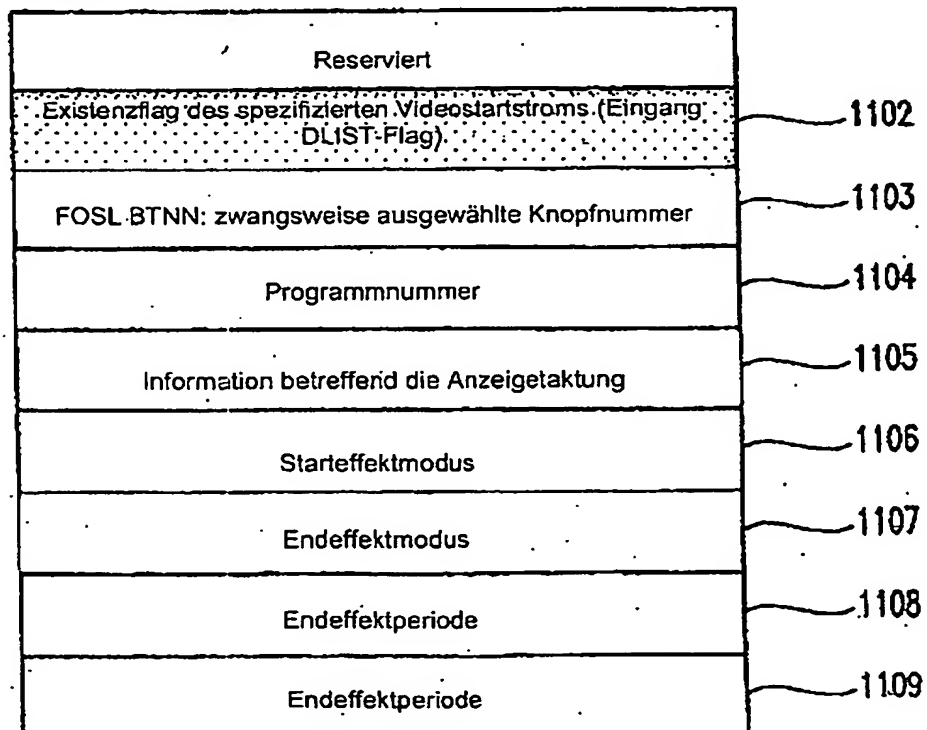 Reserviert
Existenzflag des spezifizierten Videostartstroms (Eingang
DLIST-Flag)
1102
FOSL BTNN: zwangsweise ausgewählte Knopfnummer
1103
Programmnummer
1104
Information betreffend die Anzeigetaktung
1105
Starteffektmodus
1106
Endeffektmodus
1107
Endeffektperiode
1108
Endeffektperiode
1109